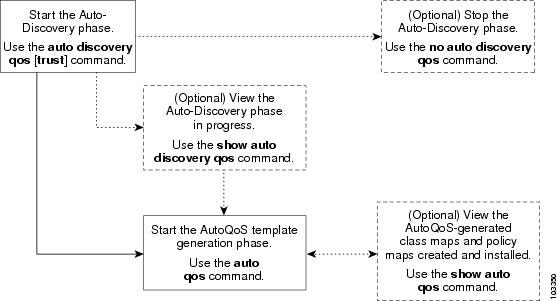 Start the Auto-
Discovery phase.
Use the auto discovery
qos [trust] command.
(Optional) Stop the
Auto-Discovery phase.
Use the no auto discovery
qos command.
(Optional) View the
Auto-Discovery phase
in progress.
Use the show auto
discovery qos command.
Start the AutoQoS template
generation phase.
Use the auto
qos command.
(Optional) View the
AutoQoS-generated
class maps and policy
maps created and installed.
Use the show auto
qos command.
103350